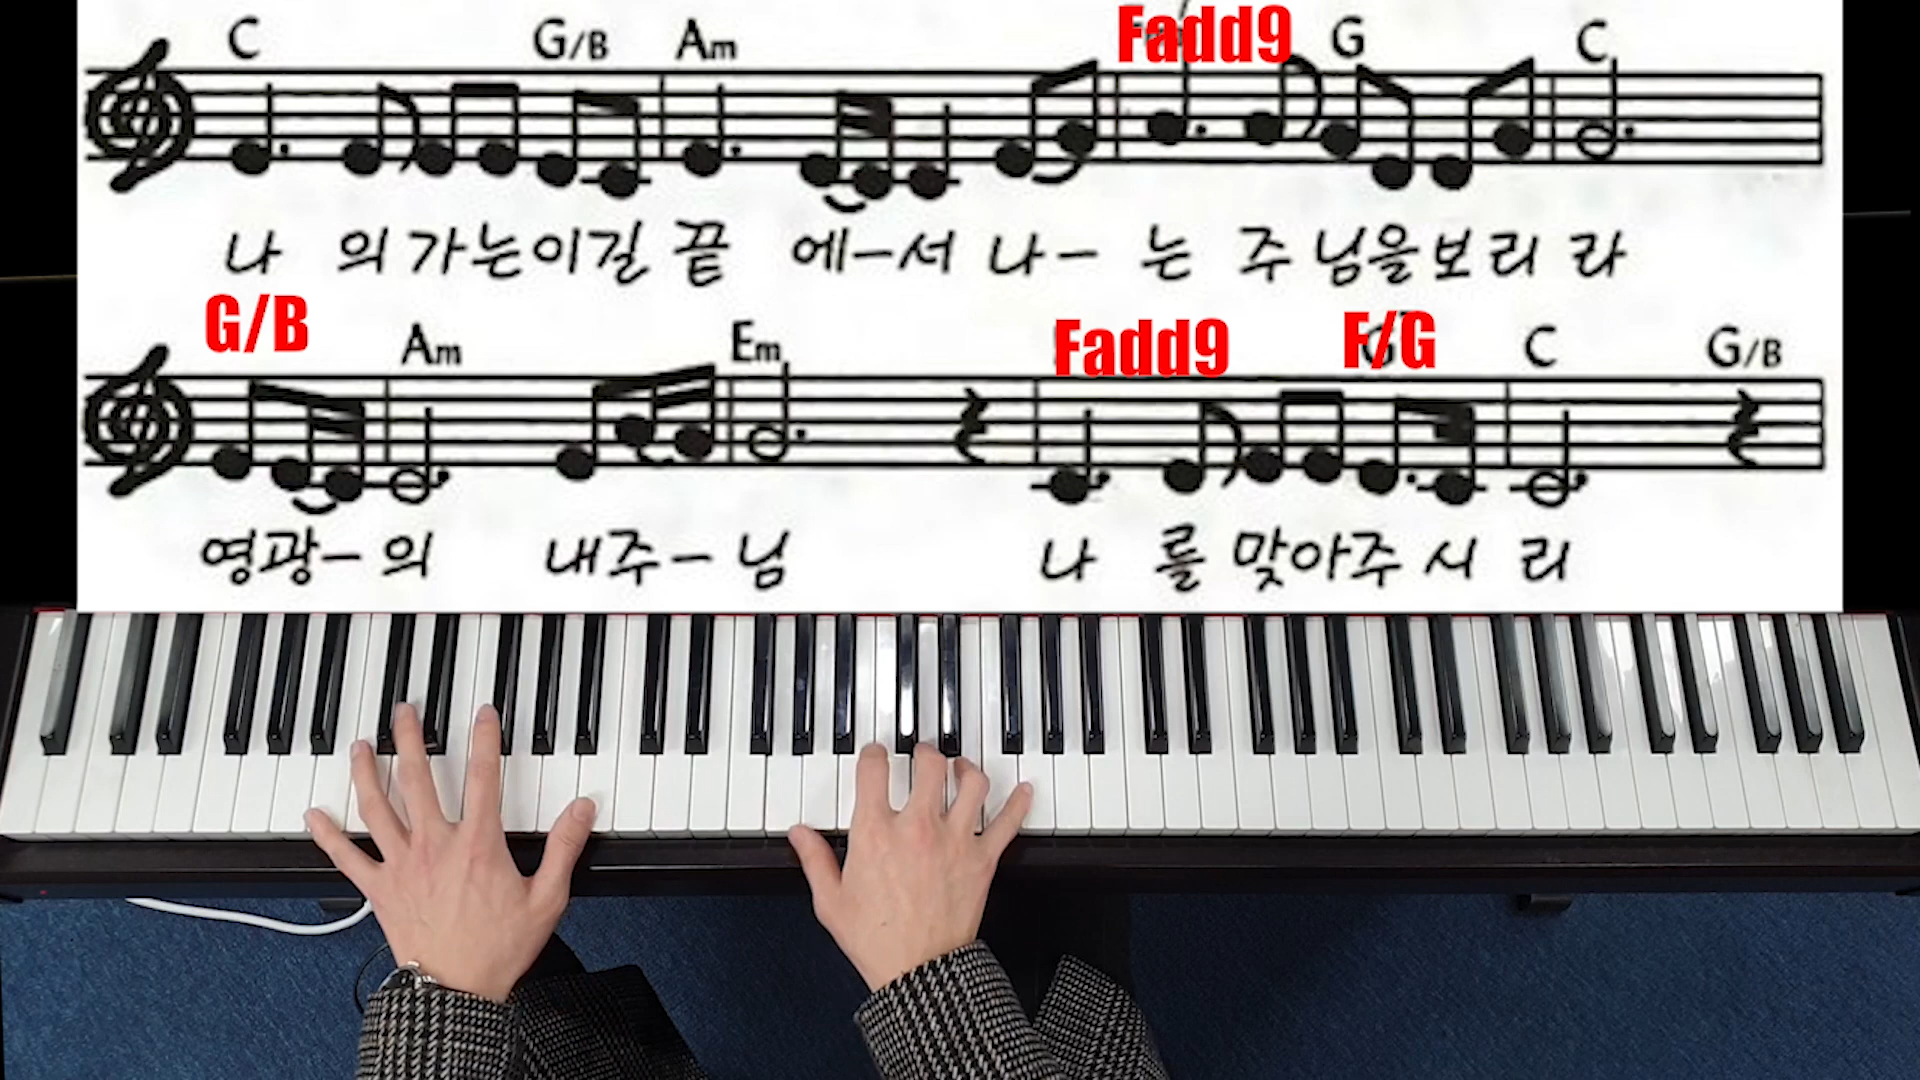 C G/B Am Fadd9 G C
나 의 가는이길 끝 에-서 나- 는 주 님을보리 라
G/B Am Em Fadd9 F/G C G/B
영광-의 내주-님 나 를 맞아주 시 리